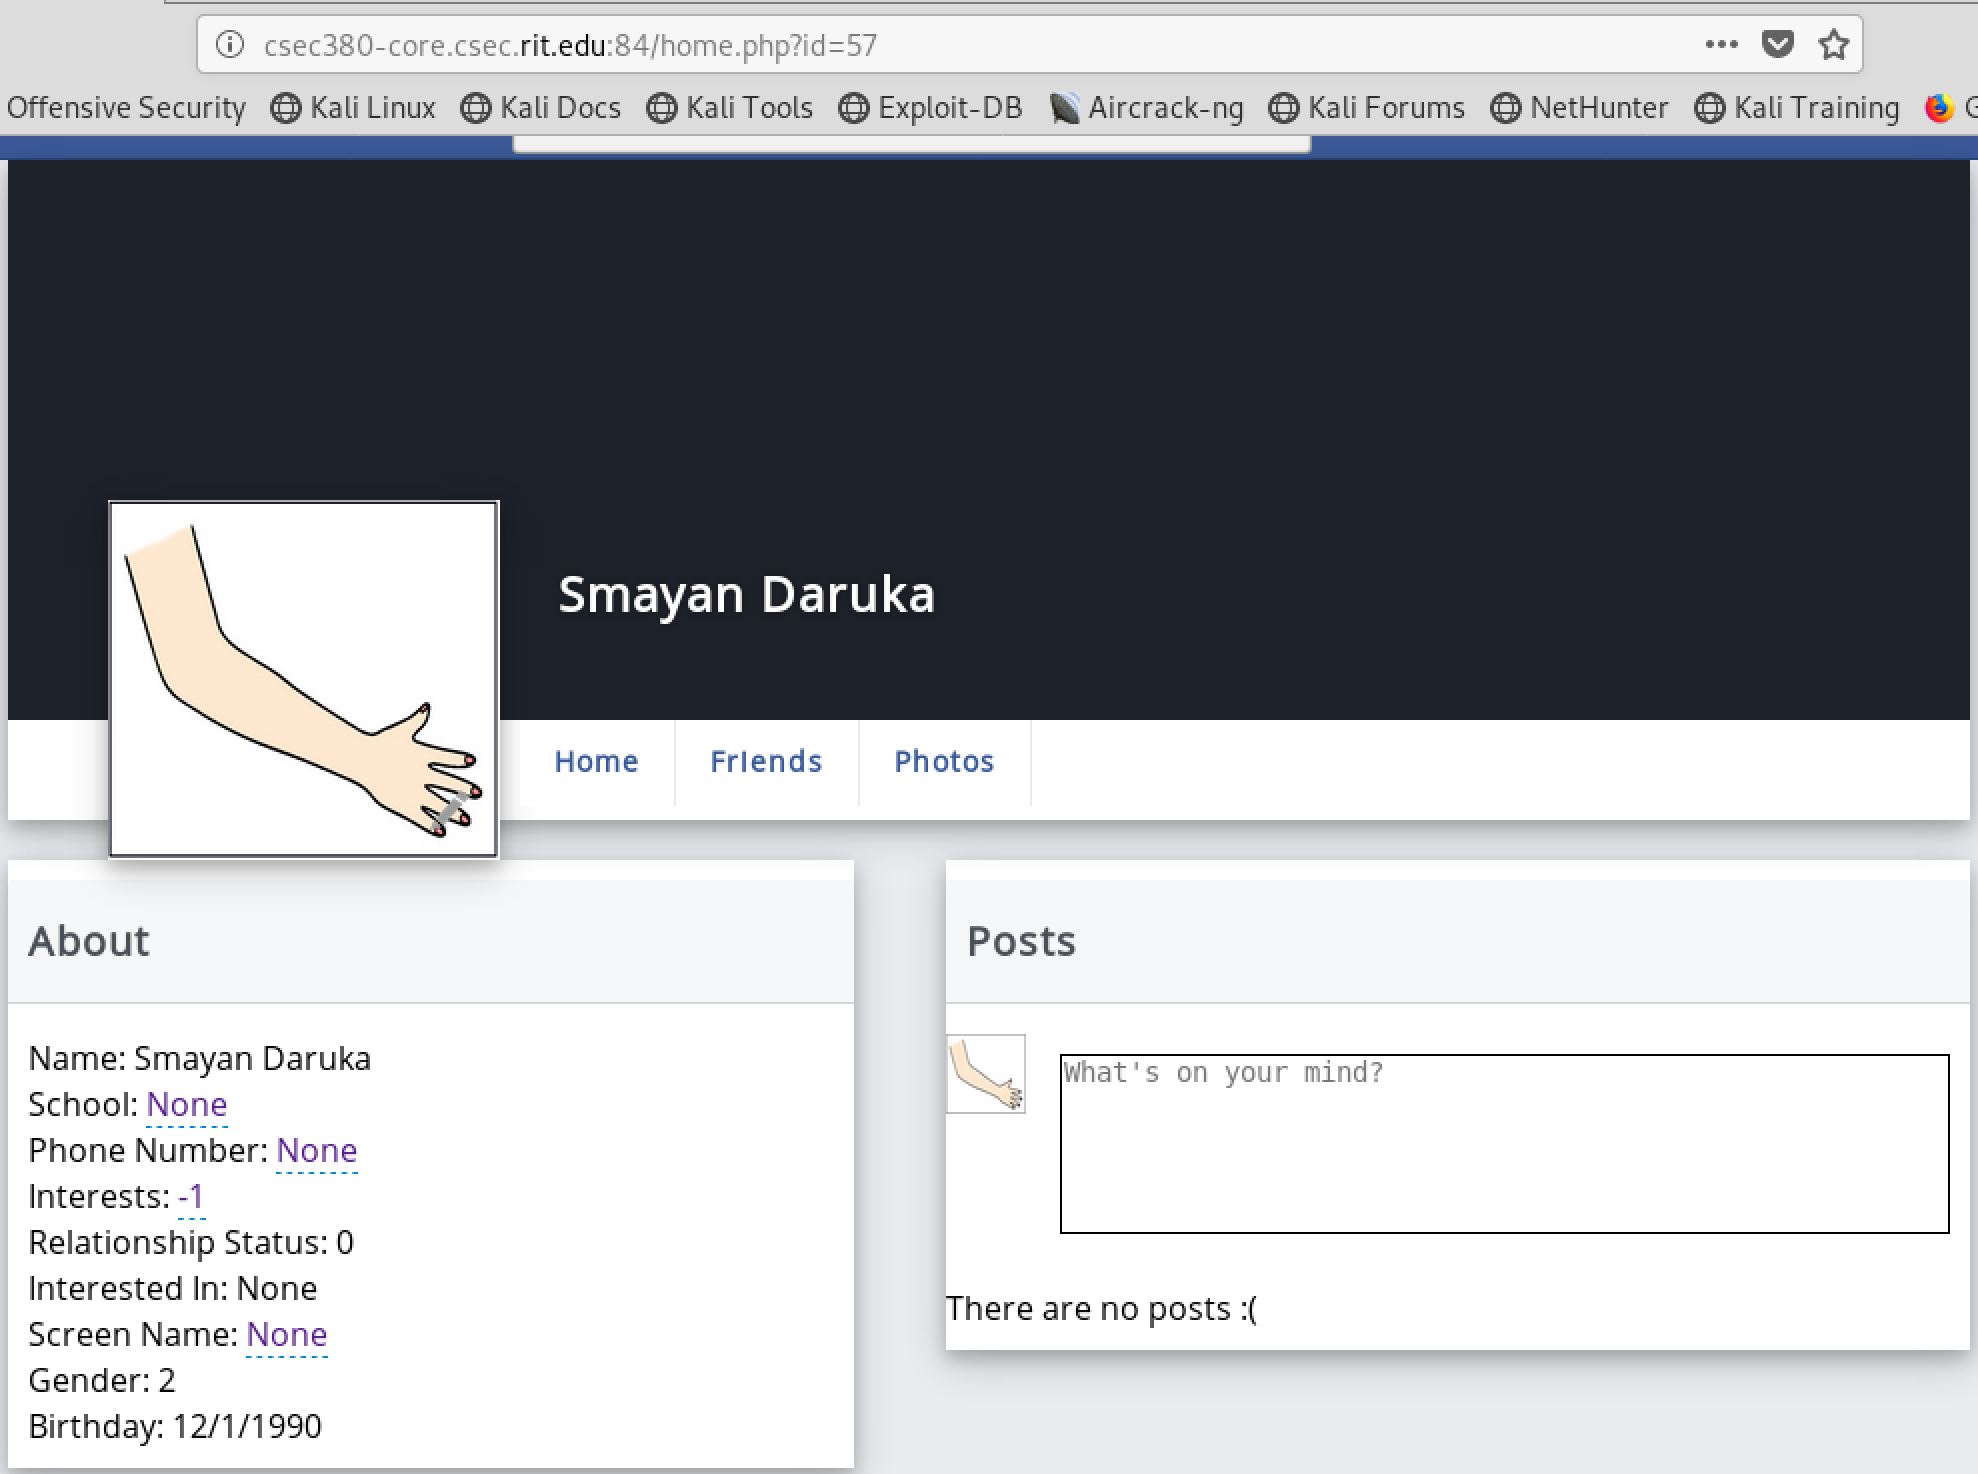 csec380-core.csec.rit.edu:84/home.php?id=57
Offensive Security Kali Linux Kali Docs Kali Tools Exploit-DB Aircrack-ng Kali Forums NetHunter Kali Training G
Smayan Daruka
Home FrIends Photos
About
Name: Smayan Daruka
School: None
Phone Number: None
Interests: -1
Relationship Status: 0
Interested In: None
Screen Name: None
Gender: 2
Birthday: 12/1/1990
Posts
What's on your mind?
There are no posts :(